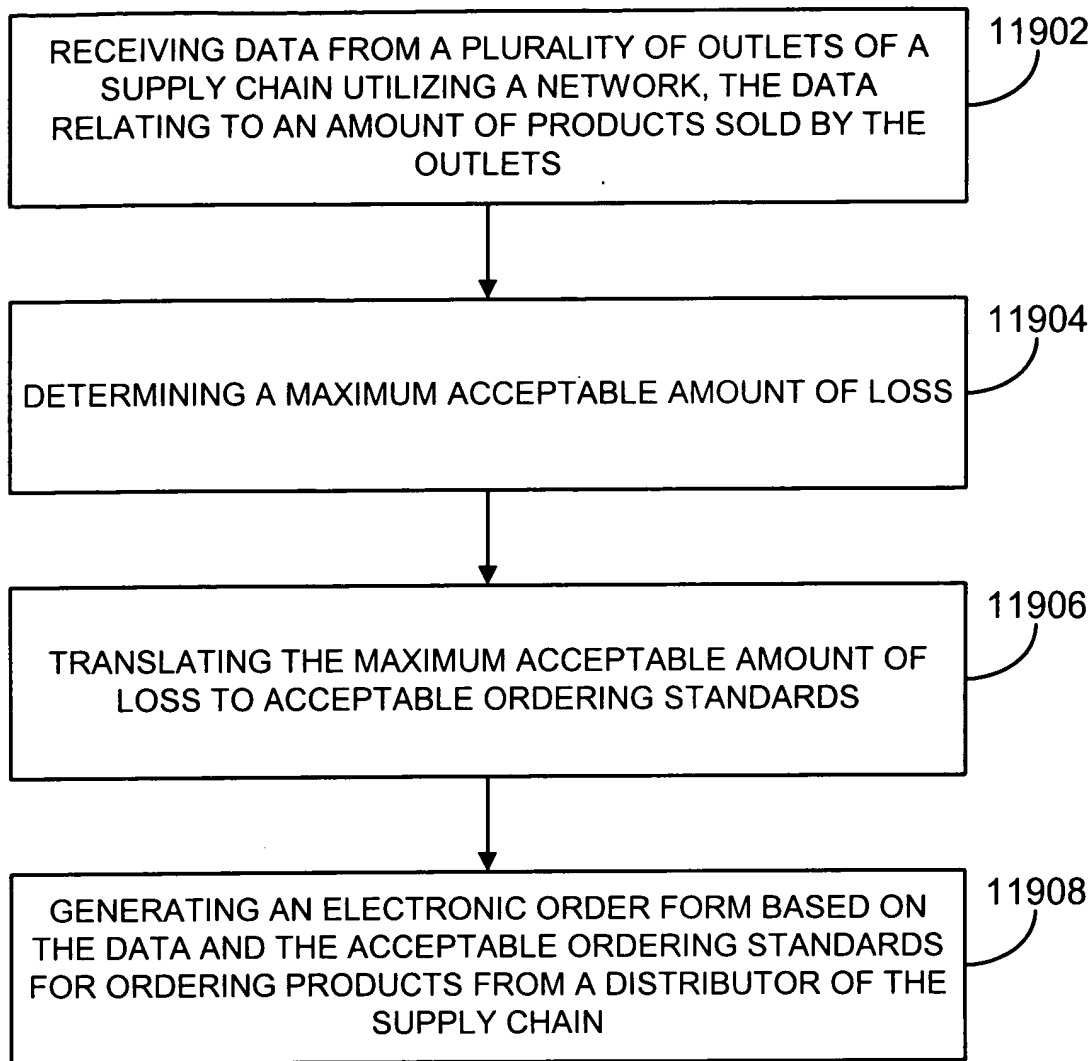 RECEIVING DATA FROM A PLURALITY OF OUTLETS OF A
SUPPLY CHAIN UTILIZING A NETWORK, THE DATA
RELATING TO AN AMOUNT OF PRODUCTS SOLD BY THE
OUTLETS
11902
DETERMINING A MAXIMUM ACCEPTABLE AMOUNT OF LOSS
11904
TRANSLATING THE MAXIMUM ACCEPTABLE AMOUNT OF
LOSS TO ACCEPTABLE ORDERING STANDARDS
11906
GENERATING AN ELECTRONIC ORDER FORM BASED ON
THE DATA AND THE ACCEPTABLE ORDERING STANDARDS
FOR ORDERING PRODUCTS FROM A DISTRIBUTOR OF THE
SUPPLY CHAIN
11908